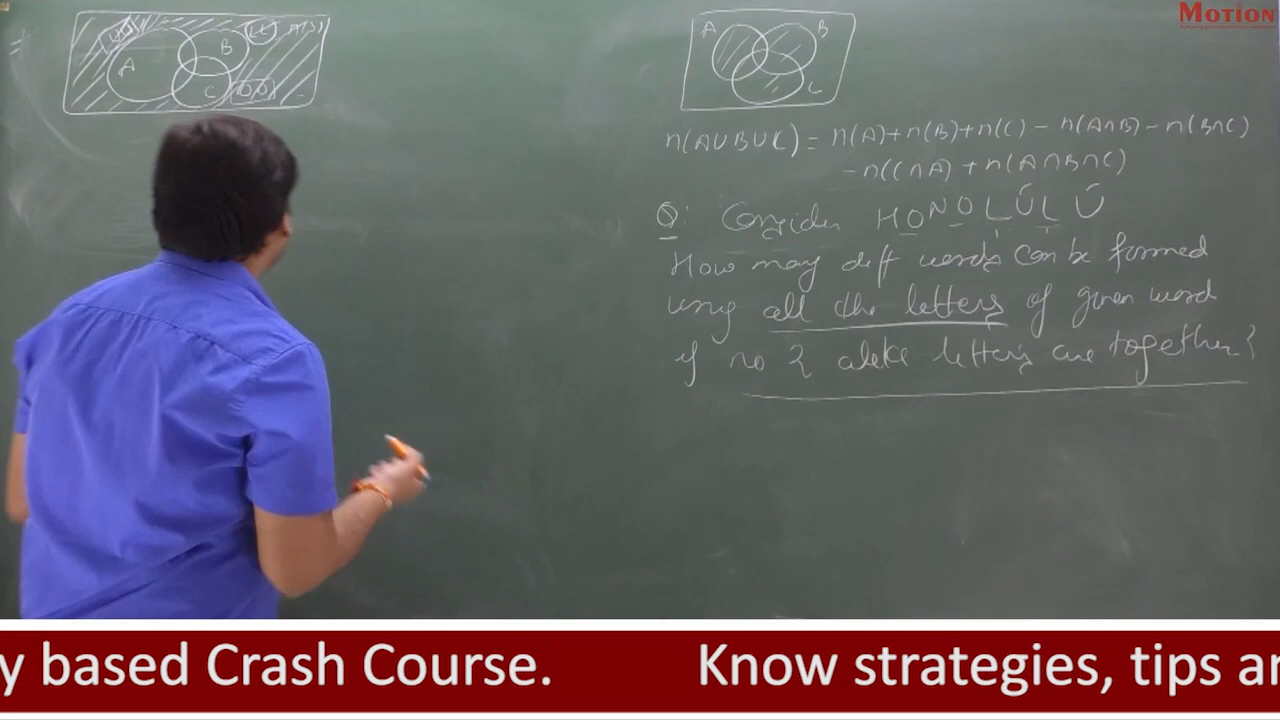 MOTION
A
B
C
A
B
C
n(A∪B∪C) = n(A)+n(B)+n(C) - n(A∩B) - n(B∩C)
- n(C∩A) + n(A∩B∩C)
Q: Consider HONOLULU
How may diff words can be formed
using all the letters of given word
if no 2 alike letters are together?
y based Crash Course. Know strategies, tips ar